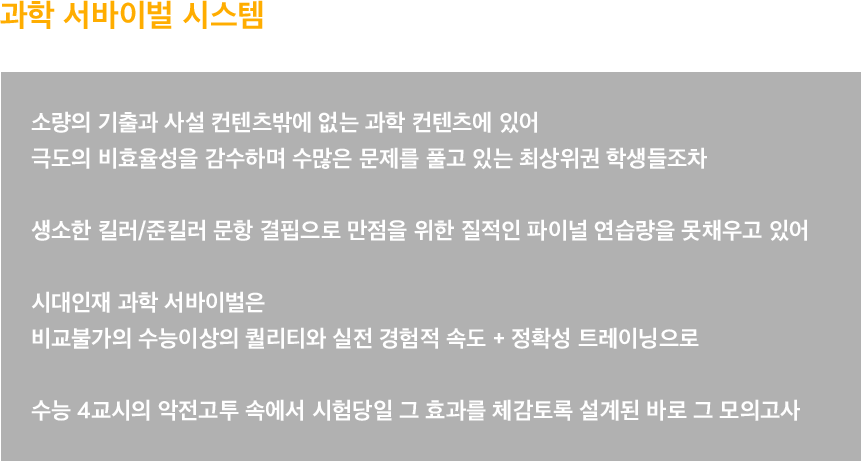 과학 서바이벌 시스템
소량의 기출과 사설 컨텐츠밖에 없는 과학 컨텐츠에 있어
극도의 비효율성을 감수하며 수많은 문제를 풀고 있는 최상위권 학생들조차
생소한 킬러/준킬러 문항 결핍으로 만점을 위한 질적인 파이널 연습량을 못채우고 있어
시대인재 과학 서바이벌은
비교불가의 수능이상의 퀄리티와 실전 경험적 속도 + 정확성 트레이닝으로
수능 4교시의 악전고투 속에서 시험당일 그 효과를 체감토록 설계된 바로 그 모의고사